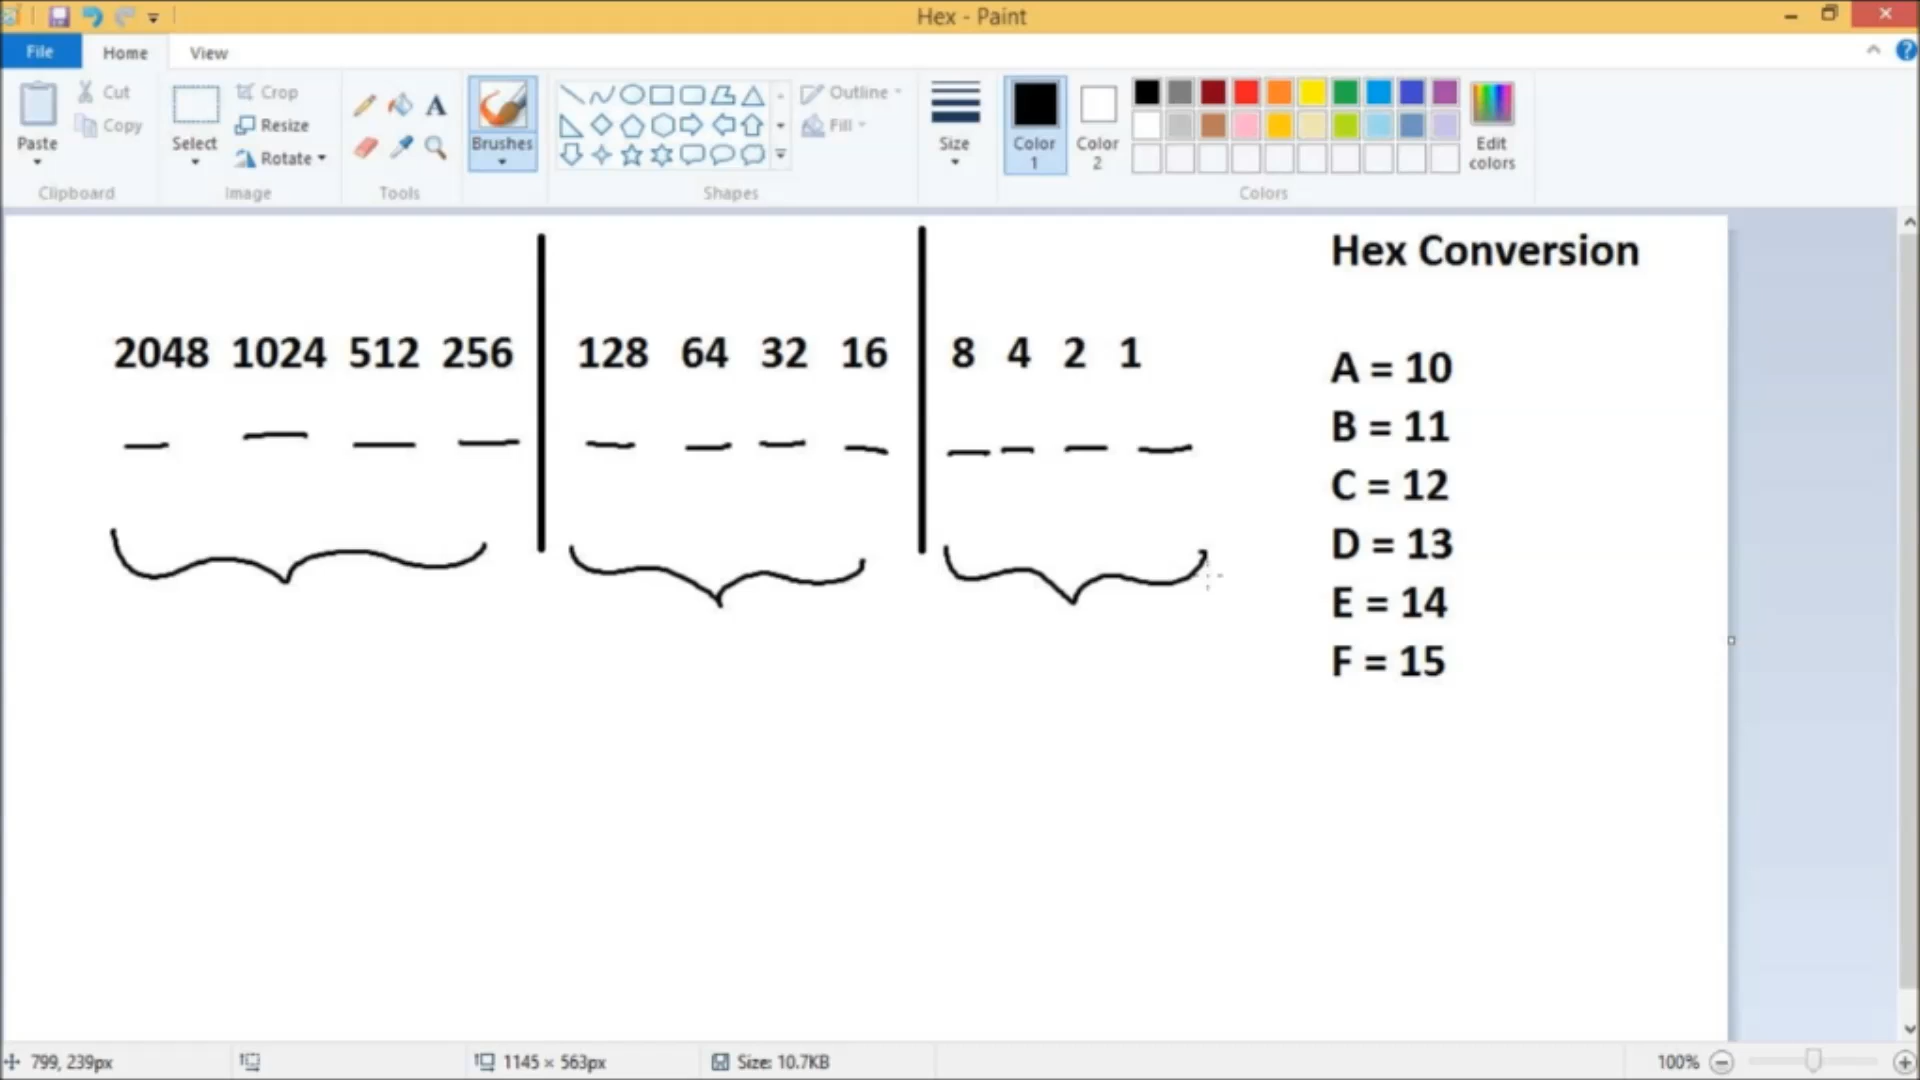 Hex - Paint
File Home View
Paste
Cut
Copy
Clipboard
Select
Crop
Resize
Rotate
Image
A
Tools
Brushes
Outline
Fill
Shapes
Size
Color 1
Color 2
Edit colors
Colors
?
Hex Conversion
2048 1024 512 256 128 64 32 16 8 4 2 1
A = 10
B = 11
C = 12
D = 13
E = 14
F = 15
799, 239px
1145 × 563px
Size: 10.7KB
100%